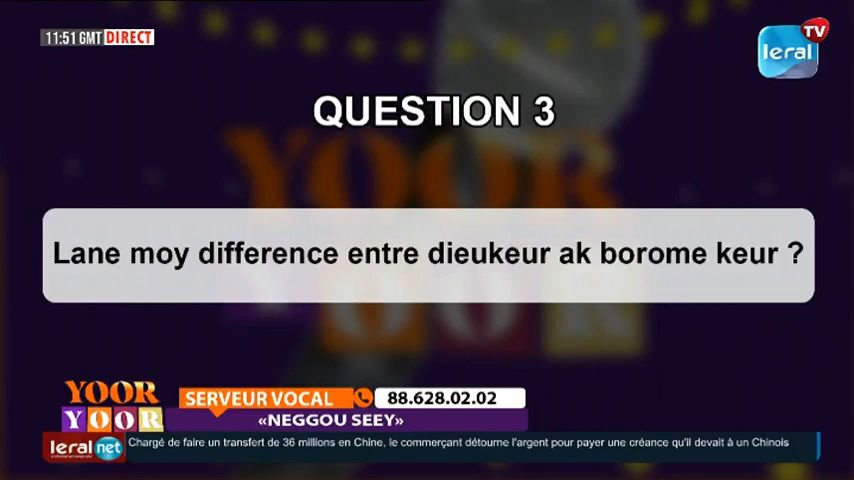 11:51 GMT DIRECT
leral TV
QUESTION 3
Lane moy difference entre dieukeur ak borome keur ?
YOOR
YOOR
SERVEUR VOCAL 88.628.02.02
«NEGGOU SEEY»
leral net
Chargé de faire un transfert de 36 millions en Chine, le commerçant détourne l'argent pour payer une créance qu'il devait à un Chinois